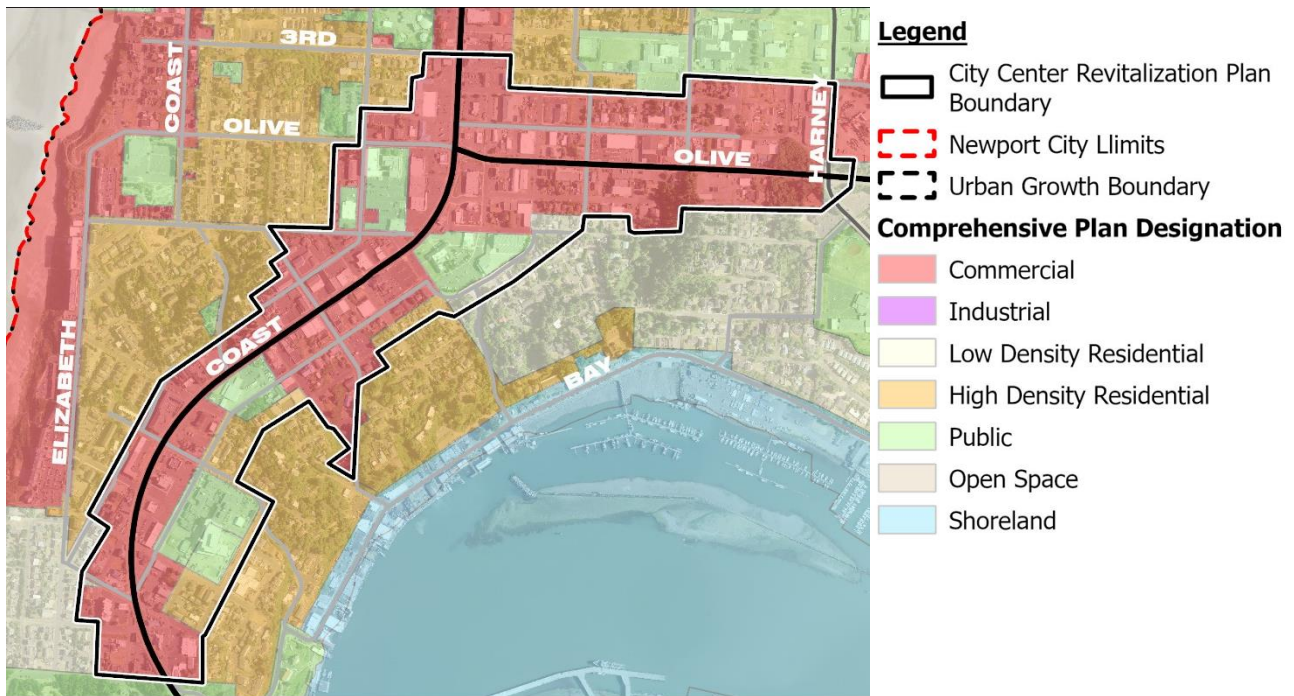 3RD
COAST
OLIVE
HARNEY
OLIVE
COAST
ELIZABETH
BAY
Legend
City Center Revitalization Plan
Boundary
Newport City Llimits
Urban Growth Boundary
Comprehensive Plan Designation
Commercial
Industrial
Low Density Residential
High Density Residential
Public
Open Space
Shoreland